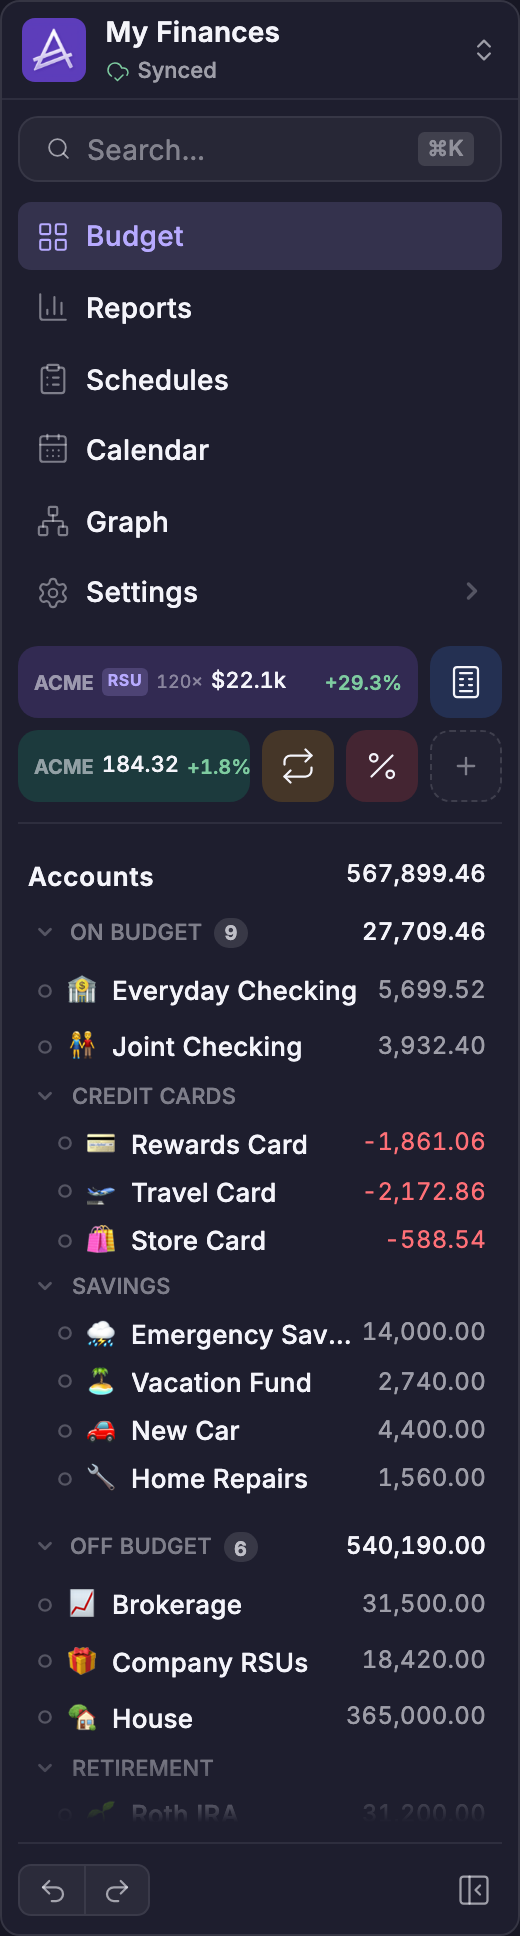 My Finances
Synced
Search... ⌘K
Budget
Reports
Schedules
Calendar
Graph
Settings
ACME RSU 120× $22.1k +29.3%
ACME 184.32 +1.8%
Accounts 567,899.46
ON BUDGET 9 27,709.46
Everyday Checking 5,699.52
Joint Checking 3,932.40
CREDIT CARDS
Rewards Card -1,861.06
Travel Card -2,172.86
Store Card -588.54
SAVINGS
Emergency Sav... 14,000.00
Vacation Fund 2,740.00
New Car 4,400.00
Home Repairs 1,560.00
OFF BUDGET 6 540,190.00
Brokerage 31,500.00
Company RSUs 18,420.00
House 365,000.00
RETIREMENT
Roth IRA 31,200.00